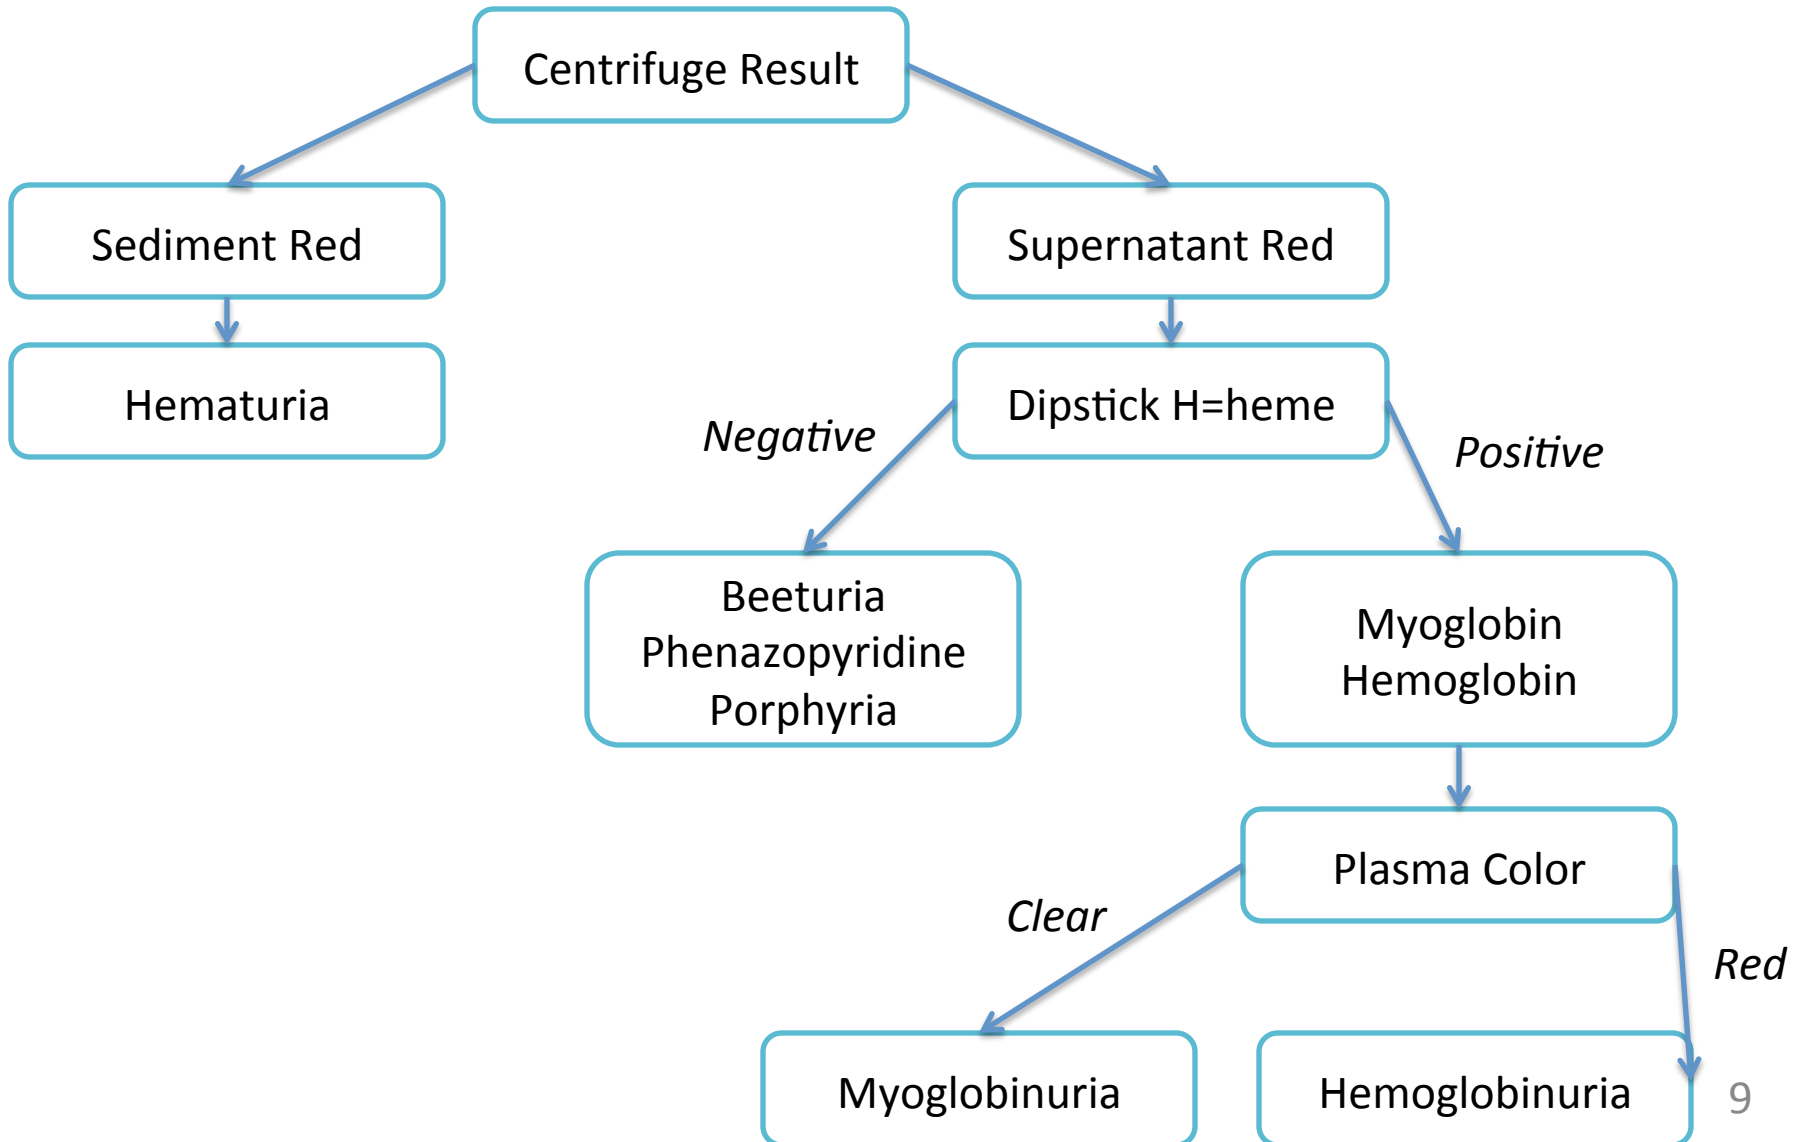 Centrifuge Result
Sediment Red
Supernatant Red
Hematuria
Dipstick H=heme
Negative
Positive
Beeturia
Phenazopyridine
Porphyria
Myoglobin
Hemoglobin
Plasma Color
Clear
Red
Myoglobinuria
Hemoglobinuria
9